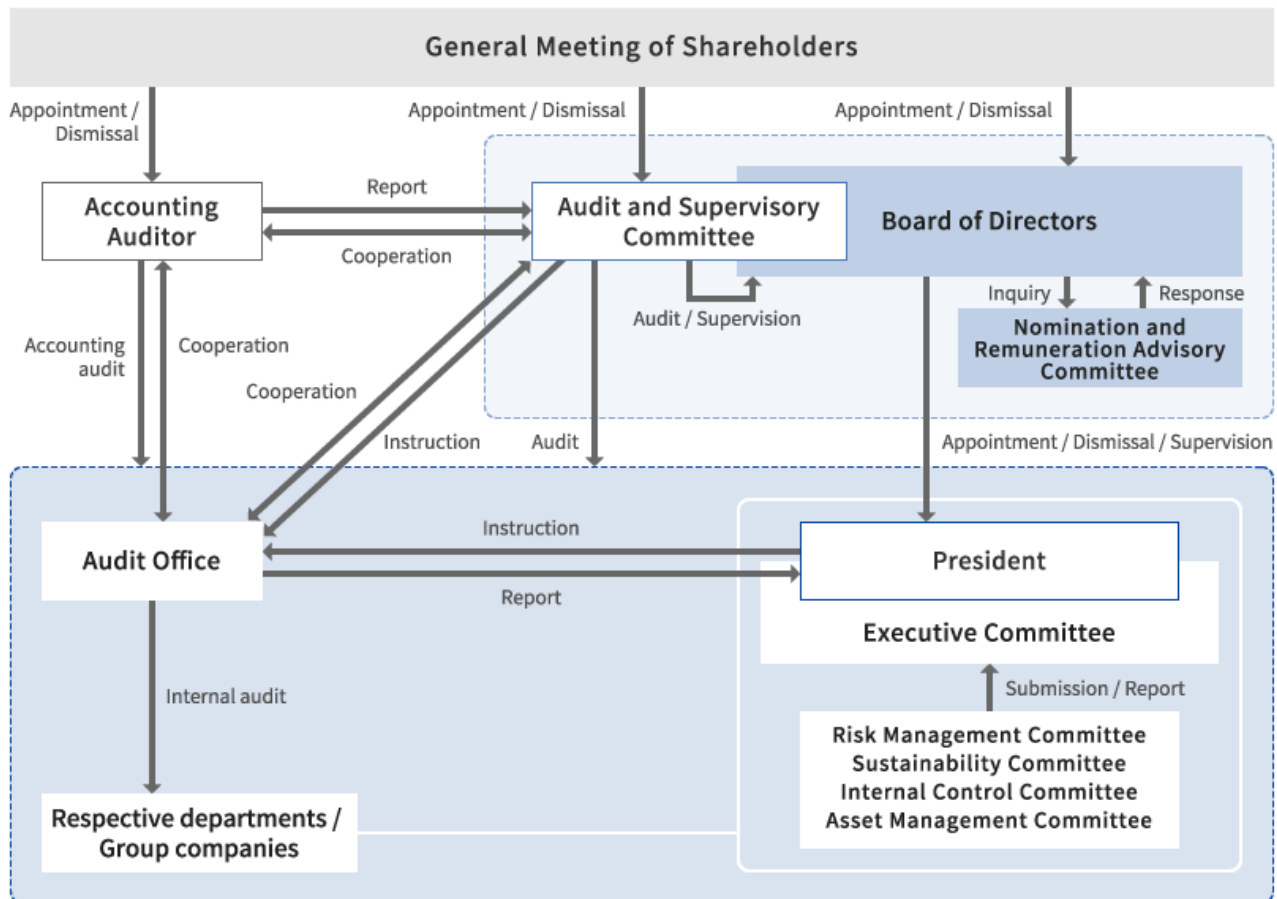 General Meeting of Shareholders
Appointment /
Dismissal
Appointment / Dismissal
Appointment / Dismissal
Accounting
Auditor
Report
Cooperation
Audit and Supervisory
Committee
Board of Directors
Audit / Supervision
Inquiry
Response
Nomination and
Remuneration Advisory
Committee
Accounting
audit
Cooperation
Cooperation
Instruction
Audit
Appointment / Dismissal / Supervision
Audit Office
Instruction
Report
President
Executive Committee
Internal audit
Submission / Report
Risk Management Committee
Sustainability Committee
Internal Control Committee
Asset Management Committee
Respective departments /
Group companies